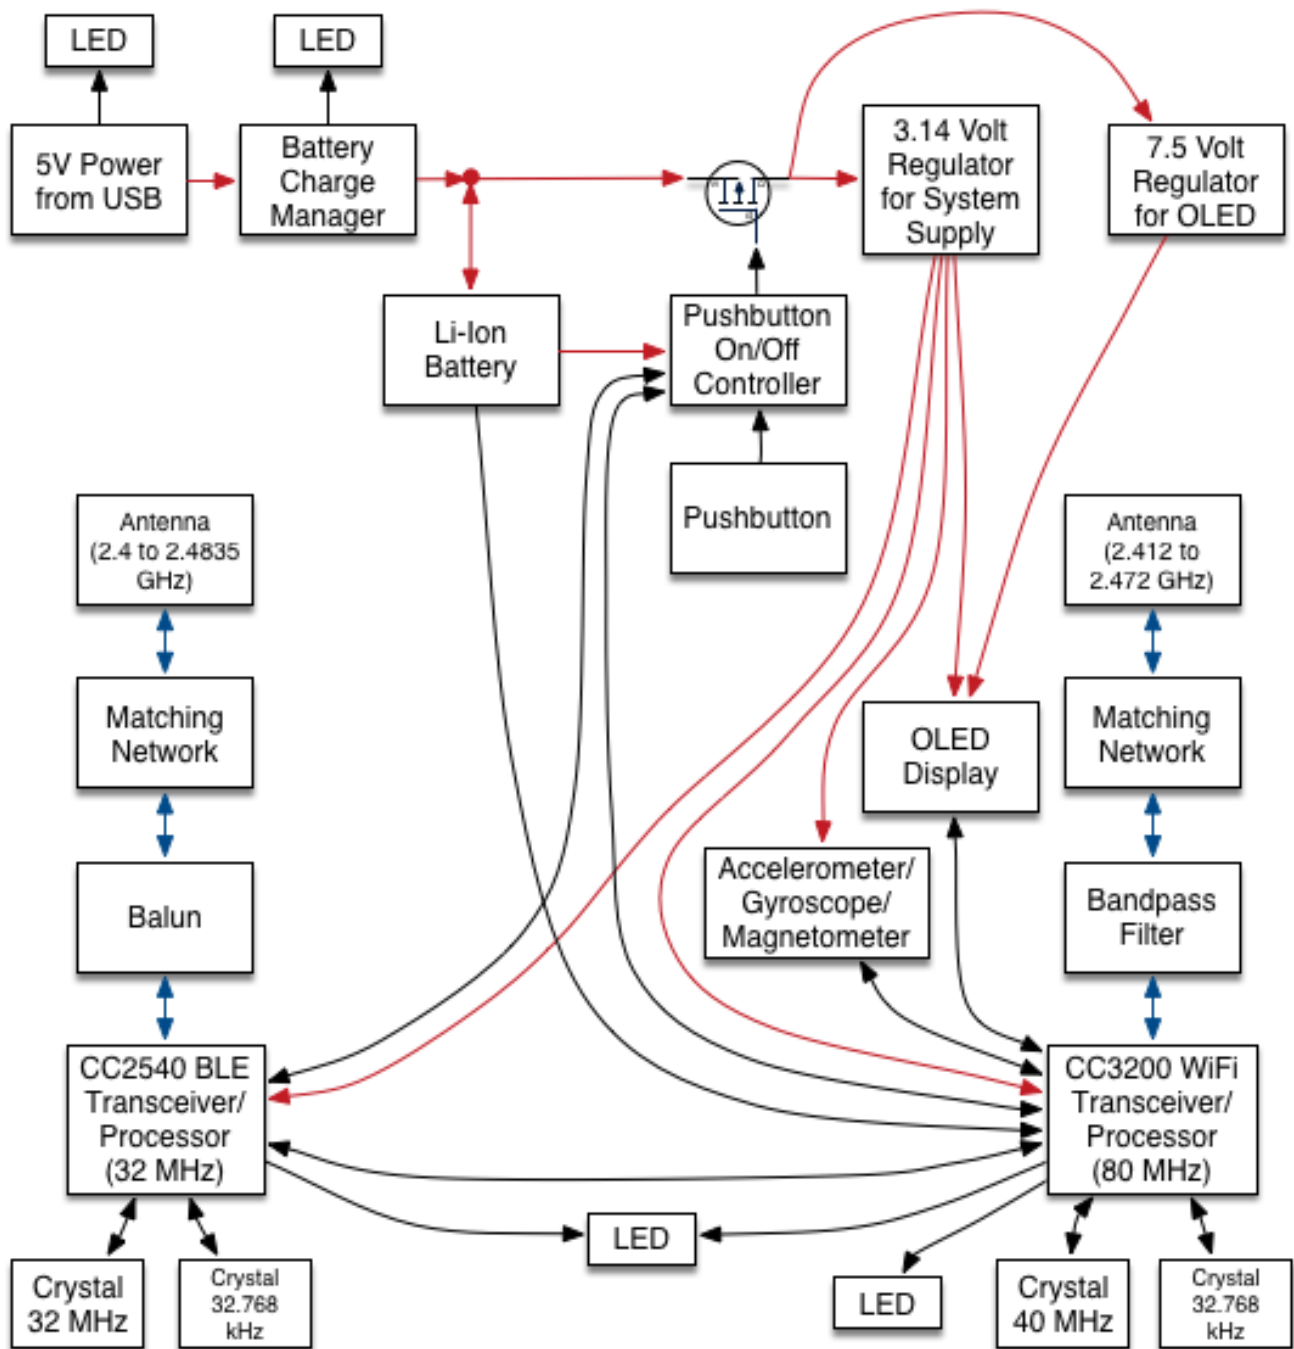 LED
LED
5V Power
from USB
Battery
Charge
Manager
3.14 Volt
Regulator
for System
Supply
7.5 Volt
Regulator
for OLED
Li-Ion
Battery
Pushbutton
On/Off
Controller
Pushbutton
Antenna
(2.4 to 2.4835
GHz)
Antenna
(2.412 to
2.472 GHz)
Matching
Network
OLED
Display
Matching
Network
Balun
Accelerometer/
Gyroscope/
Magnetometer
Bandpass
Filter
CC2540 BLE
Transceiver/
Processor
(32 MHz)
CC3200 WiFi
Transceiver/
Processor
(80 MHz)
LED
LED
Crystal
32 MHz
Crystal
32.768
kHz
Crystal
40 MHz
Crystal
32.768
kHz